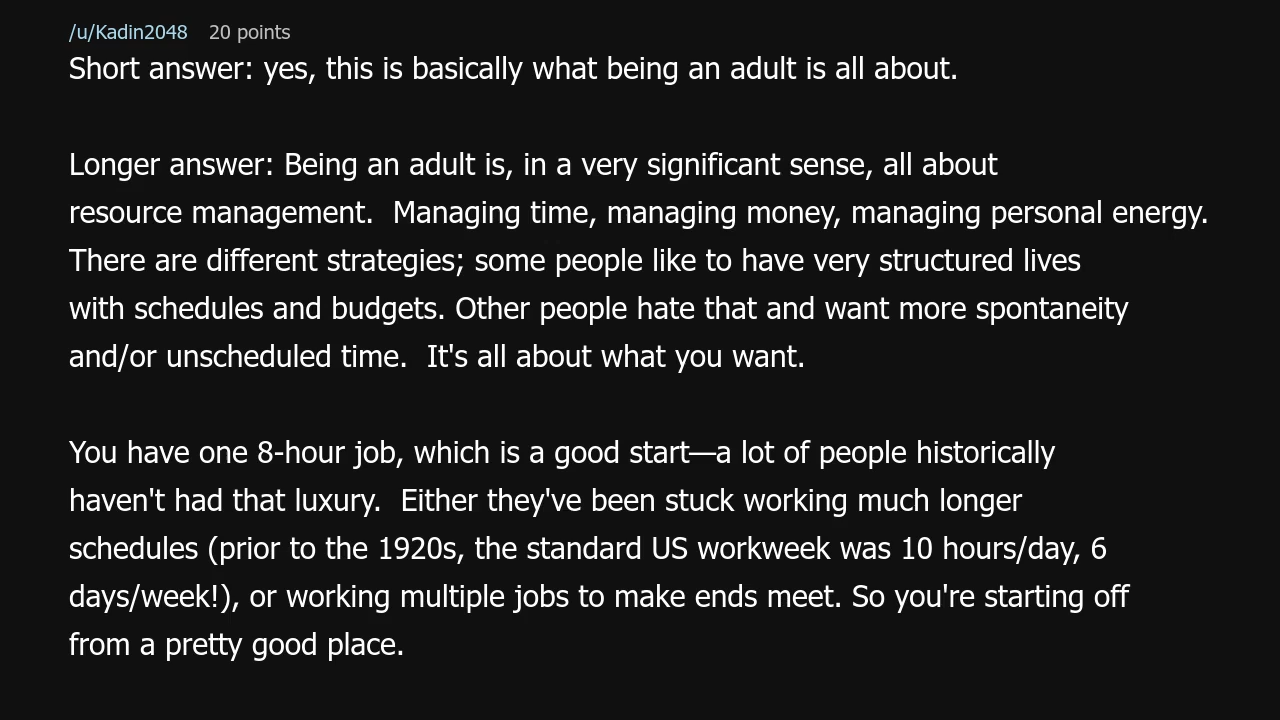 /u/Kadin2048 20 points
Short answer: yes, this is basically what being an adult is all about.
Longer answer: Being an adult is, in a very significant sense, all about
resource management.  Managing time, managing money, managing personal energy.
There are different strategies; some people like to have very structured lives
with schedules and budgets. Other people hate that and want more spontaneity
and/or unscheduled time.  It's all about what you want.
You have one 8-hour job, which is a good start—a lot of people historically
haven't had that luxury.  Either they've been stuck working much longer
schedules (prior to the 1920s, the standard US workweek was 10 hours/day, 6
days/week!), or working multiple jobs to make ends meet. So you're starting off
from a pretty good place.